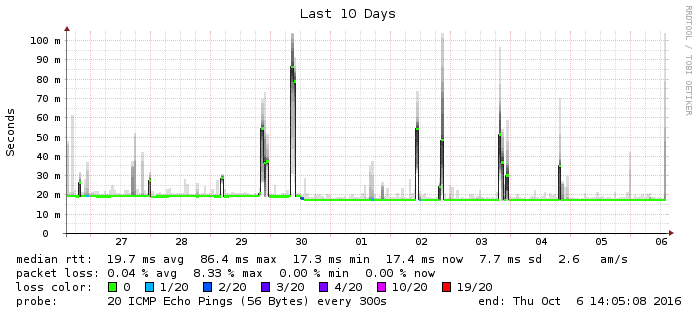 Last 10 Days
RRDTOOL / TOBI OETIKER
Seconds
100 m
90 m
80 m
70 m
60 m
50 m
40 m
30 m
20 m
10 m
0
27 28 29 30 01 02 03 04 05 06
median rtt: 19.7 ms avg 86.4 ms max 17.3 ms min 17.4 ms now 7.7 ms sd 2.6 am/s
packet loss: 0.04 % avg 8.33 % max 0.00 % min 0.00 % now
loss color: 0 1/20 2/20 3/20 4/20 10/20 19/20
probe: 20 ICMP Echo Pings (56 Bytes) every 300s end: Thu Oct 6 14:05:08 2016